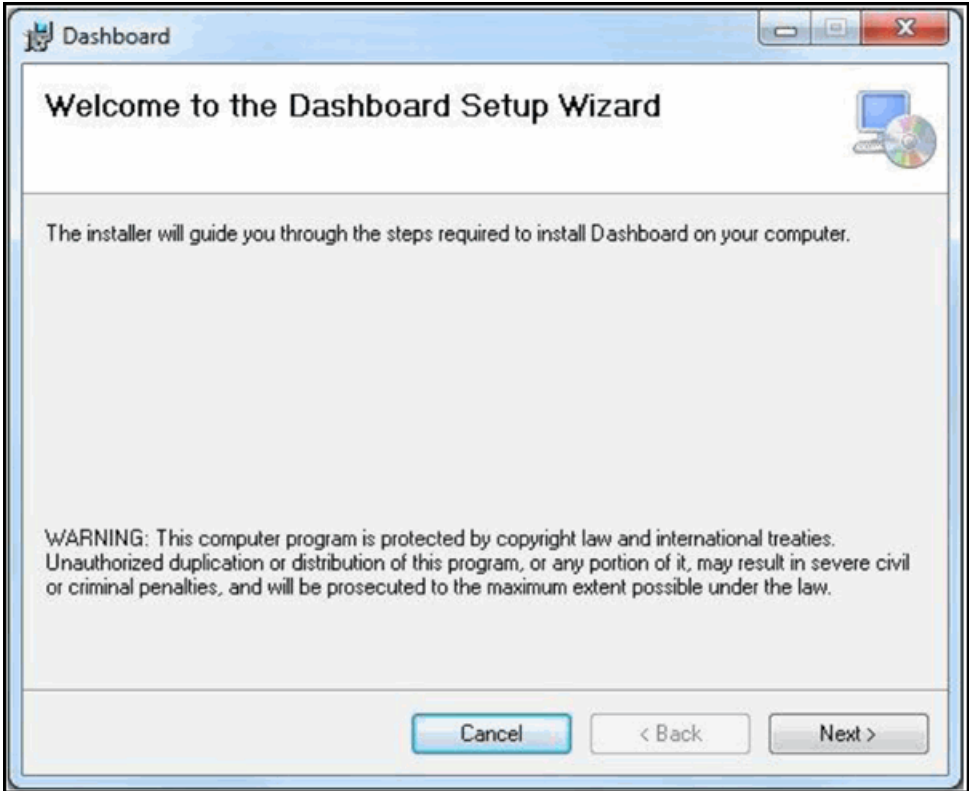 Dashboard
Welcome to the Dashboard Setup Wizard
The installer will guide you through the steps required to install Dashboard on your computer.
WARNING: This computer program is protected by copyright law and international treaties.
Unauthorized duplication or distribution of this program, or any portion of it, may result in severe civil
or criminal penalties, and will be prosecuted to the maximum extent possible under the law.
Cancel < Back Next >